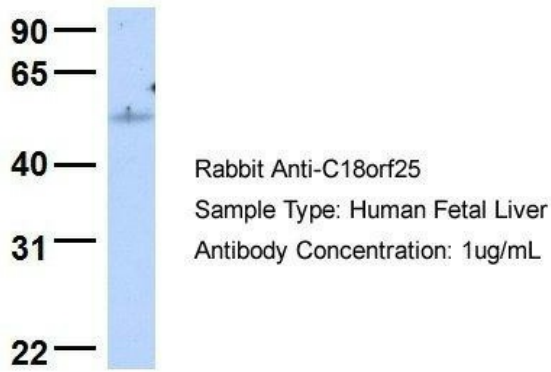 90
65
40
Rabbit Anti-C18orf25
Sample Type: Human Fetal Liver
31
Antibody Concentration: 1ug/mL
22